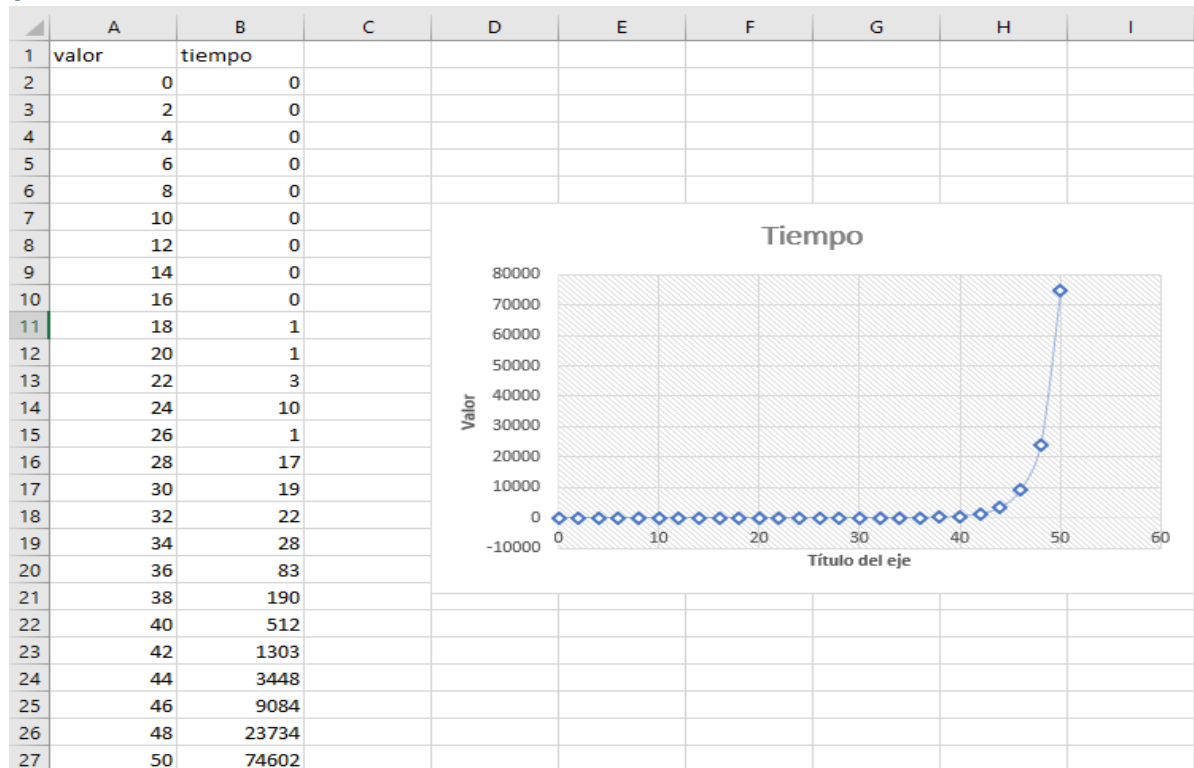 A B C D E F G H I
1 valor tiempo
2 0 0
3 2 0
4 4 0
5 6 0
6 8 0
7 10 0
8 12 0
9 14 0
10 16 0
11 18 1
12 20 1
13 22 3
14 24 10
15 26 1
16 28 17
17 30 19
18 32 22
19 34 28
20 36 83
21 38 190
22 40 512
23 42 1303
24 44 3448
25 46 9084
26 48 23734
27 50 74602
Tiempo
80000
70000
60000
50000
40000
30000
20000
10000
0
-10000
Valor
0 10 20 30 40 50 60
Título del eje